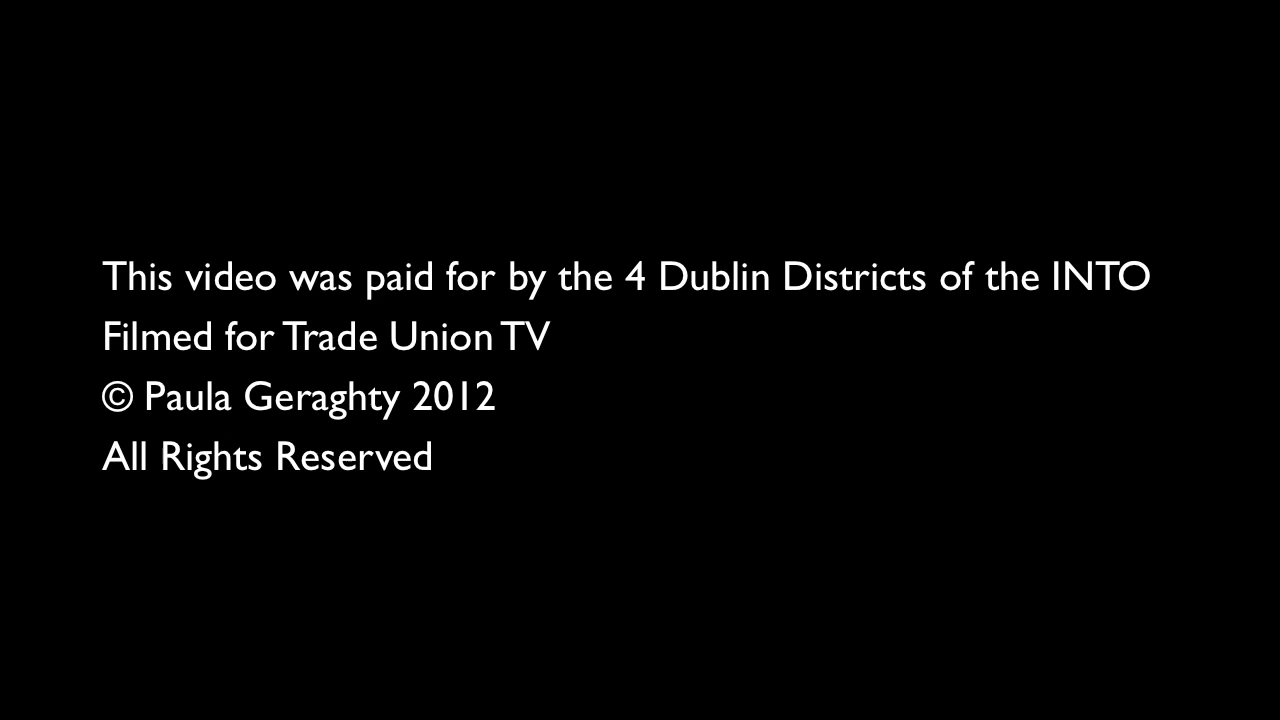 This video was paid for by the 4 Dublin Districts of the INTO
Filmed for Trade Union TV
© Paula Geraghty 2012
All Rights Reserved